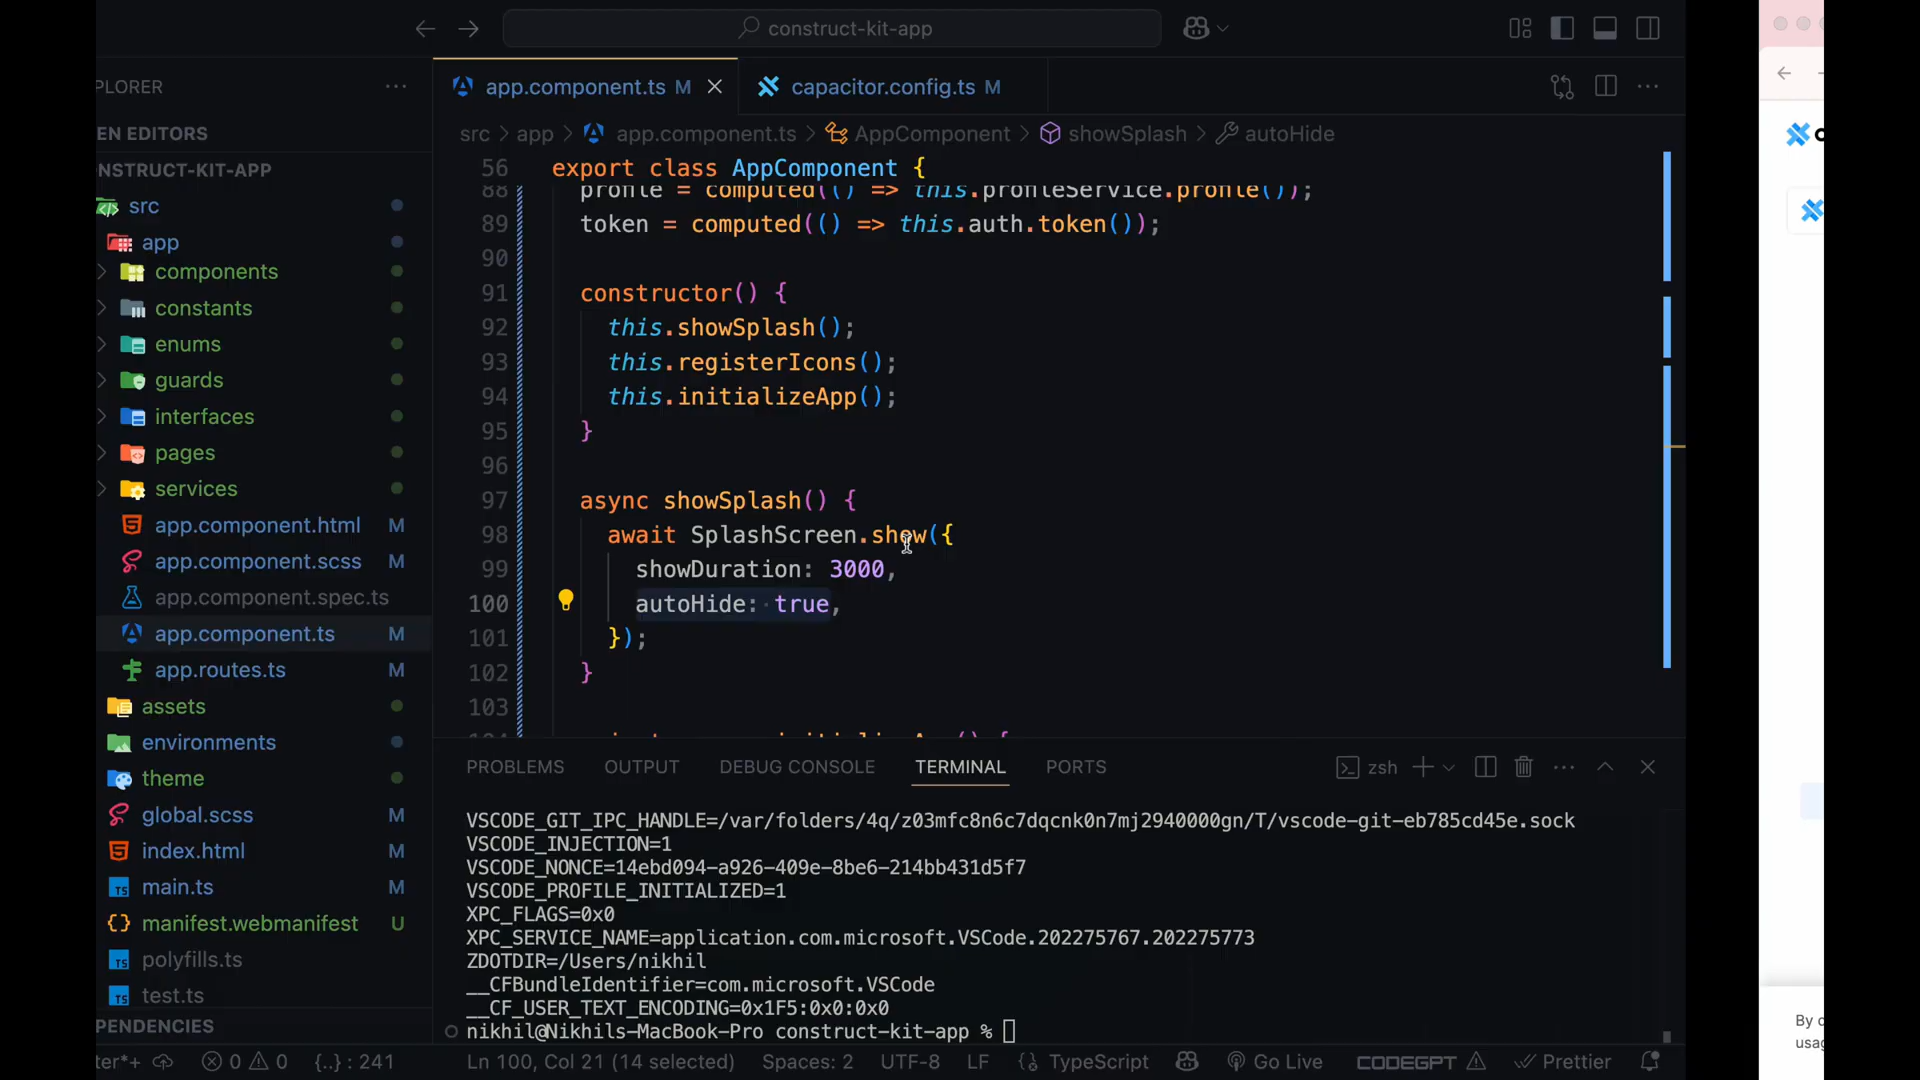 construct-kit-app
PLORER
EN EDITORS
NSTRUCT-KIT-APP
src
app
components
constants
enums
guards
interfaces
pages
services
app.component.html M
app.component.scss M
app.component.spec.ts
app.component.ts M
app.routes.ts M
assets
environments
theme
global.scss M
index.html M
main.ts M
manifest.webmanifest U
polyfills.ts
test.ts
PENDENCIES
app.component.ts M
capacitor.config.ts M
src > app > app.component.ts > AppComponent > showSplash > autoHide
56 export class AppComponent {
88 profile = computed(() => this.profileService.profile());
89 token = computed(() => this.auth.token());
90
91 constructor() {
92 this.showSplash();
93 this.registerIcons();
94 this.initializeApp();
95 }
96
97 async showSplash() {
98 await SplashScreen.show({
99 showDuration: 3000,
100 autoHide: true,
101 });
102 }
103
PROBLEMS OUTPUT DEBUG CONSOLE TERMINAL PORTS
zsh
VSCODE_GIT_IPC_HANDLE=/var/folders/4q/z03mfc8n6c7dqcnk0n7mj2940000gn/T/vscode-git-eb785cd45e.sock
VSCODE_INJECTION=1
VSCODE_NONCE=14ebd094-a926-409e-8be6-214bb431d5f7
VSCODE_PROFILE_INITIALIZED=1
XPC_FLAGS=0x0
XPC_SERVICE_NAME=application.com.microsoft.VSCode.202275767.202275773
ZDOTDIR=/Users/nikhil
__CFBundleIdentifier=com.microsoft.VSCode
__CF_USER_TEXT_ENCODING=0x1F5:0x0:0x0
nikhil@Nikhils-MacBook-Pro construct-kit-app %
ter*+ 0 0 {..} : 241 Ln 100, Col 21 (14 selected) Spaces: 2 UTF-8 LF TypeScript Go Live CODEGPT Prettier
By c
usag